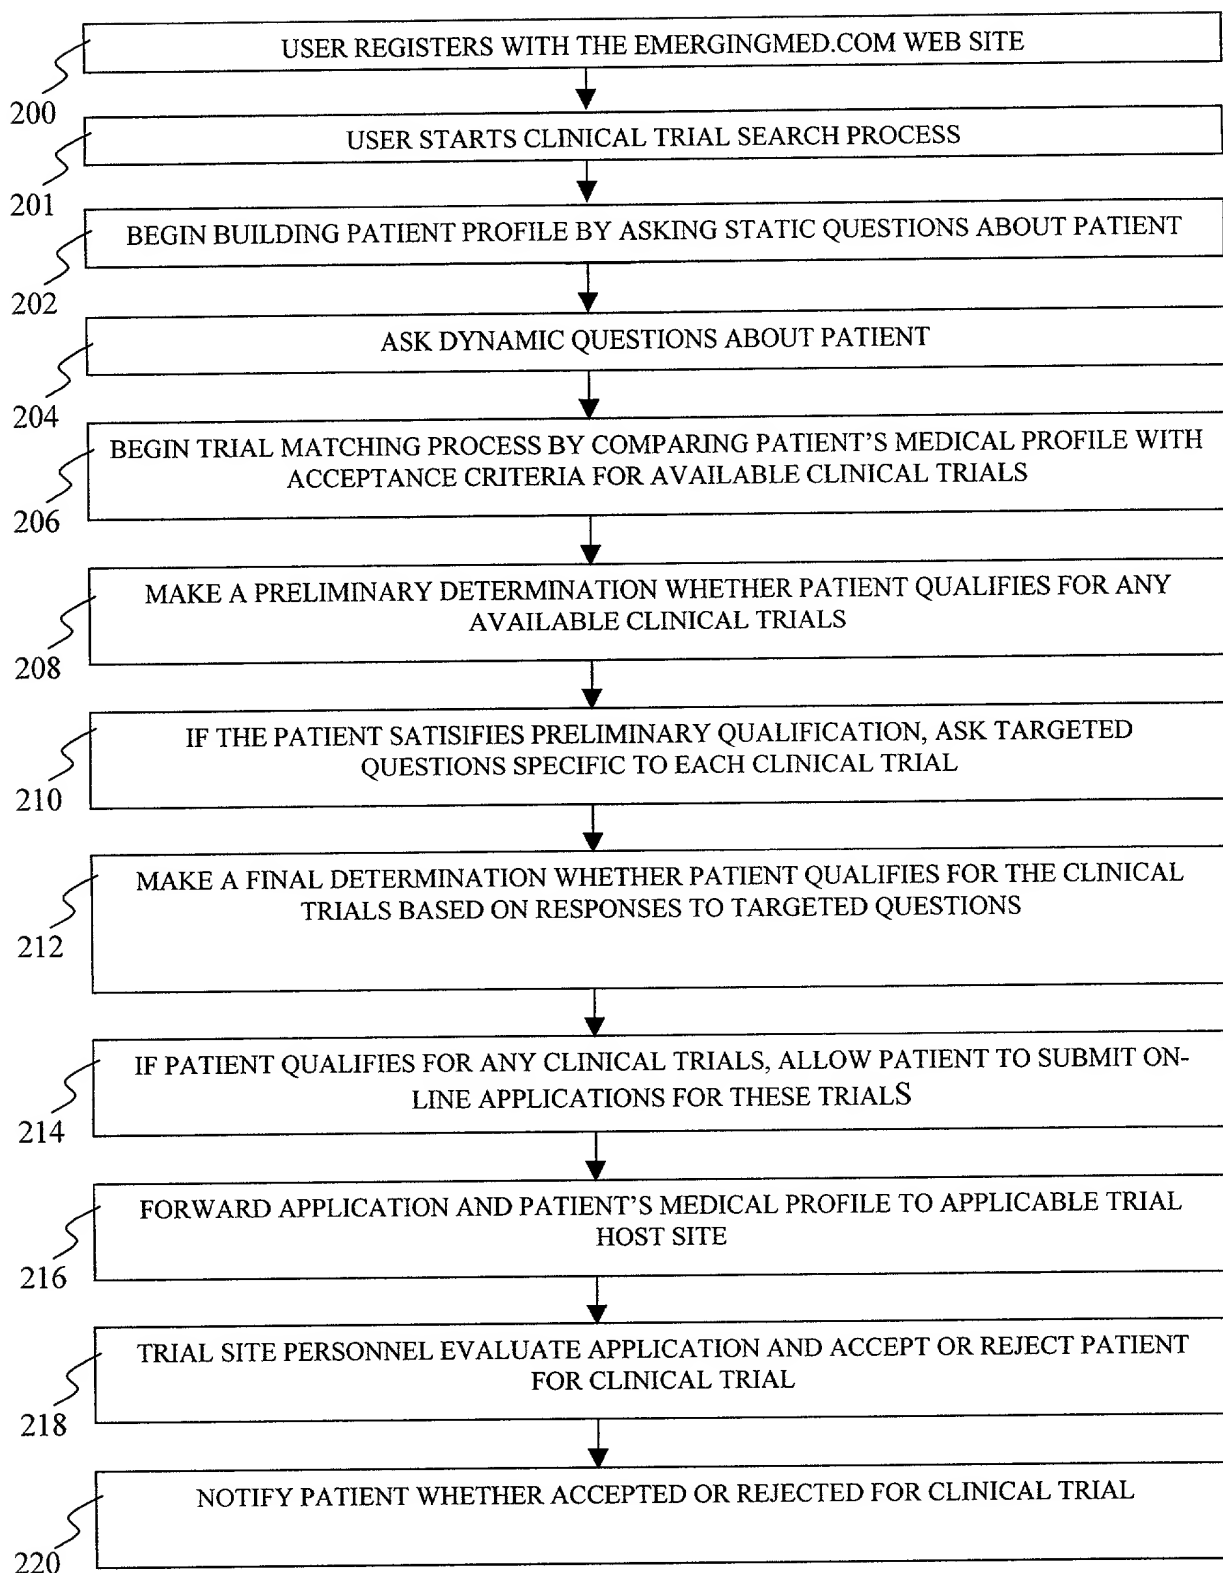 USER REGISTERS WITH THE EMERGINGMED.COM WEB SITE
200
USER STARTS CLINICAL TRIAL SEARCH PROCESS
201
BEGIN BUILDING PATIENT PROFILE BY ASKING STATIC QUESTIONS ABOUT PATIENT
202
ASK DYNAMIC QUESTIONS ABOUT PATIENT
204
BEGIN TRIAL MATCHING PROCESS BY COMPARING PATIENT'S MEDICAL PROFILE WITH
ACCEPTANCE CRITERIA FOR AVAILABLE CLINICAL TRIALS
206
MAKE A PRELIMINARY DETERMINATION WHETHER PATIENT QUALIFIES FOR ANY
AVAILABLE CLINICAL TRIALS
208
IF THE PATIENT SATISIFIES PRELIMINARY QUALIFICATION, ASK TARGETED
QUESTIONS SPECIFIC TO EACH CLINICAL TRIAL
210
MAKE A FINAL DETERMINATION WHETHER PATIENT QUALIFIES FOR THE CLINICAL
TRIALS BASED ON RESPONSES TO TARGETED QUESTIONS
212
IF PATIENT QUALIFIES FOR ANY CLINICAL TRIALS, ALLOW PATIENT TO SUBMIT ON-
LINE APPLICATIONS FOR THESE TRIALS
214
FORWARD APPLICATION AND PATIENT'S MEDICAL PROFILE TO APPLICABLE TRIAL
HOST SITE
216
TRIAL SITE PERSONNEL EVALUATE APPLICATION AND ACCEPT OR REJECT PATIENT
FOR CLINICAL TRIAL
218
NOTIFY PATIENT WHETHER ACCEPTED OR REJECTED FOR CLINICAL TRIAL
220